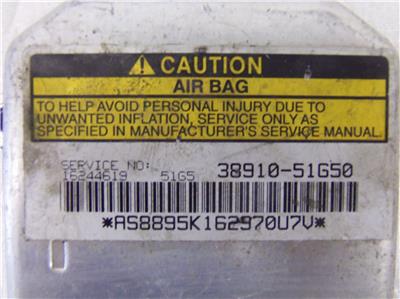 CAUTION
AIR BAG
TO HELP AVOID PERSONAL INJURY DUE TO
UNWANTED INFLATION, SERVICE ONLY AS
SPECIFIED IN MANUFACTURER'S SERVICE MANUAL.
SERVICE NO: 38910-51G50
16244619 51G5
*AS8895K162970U7V*